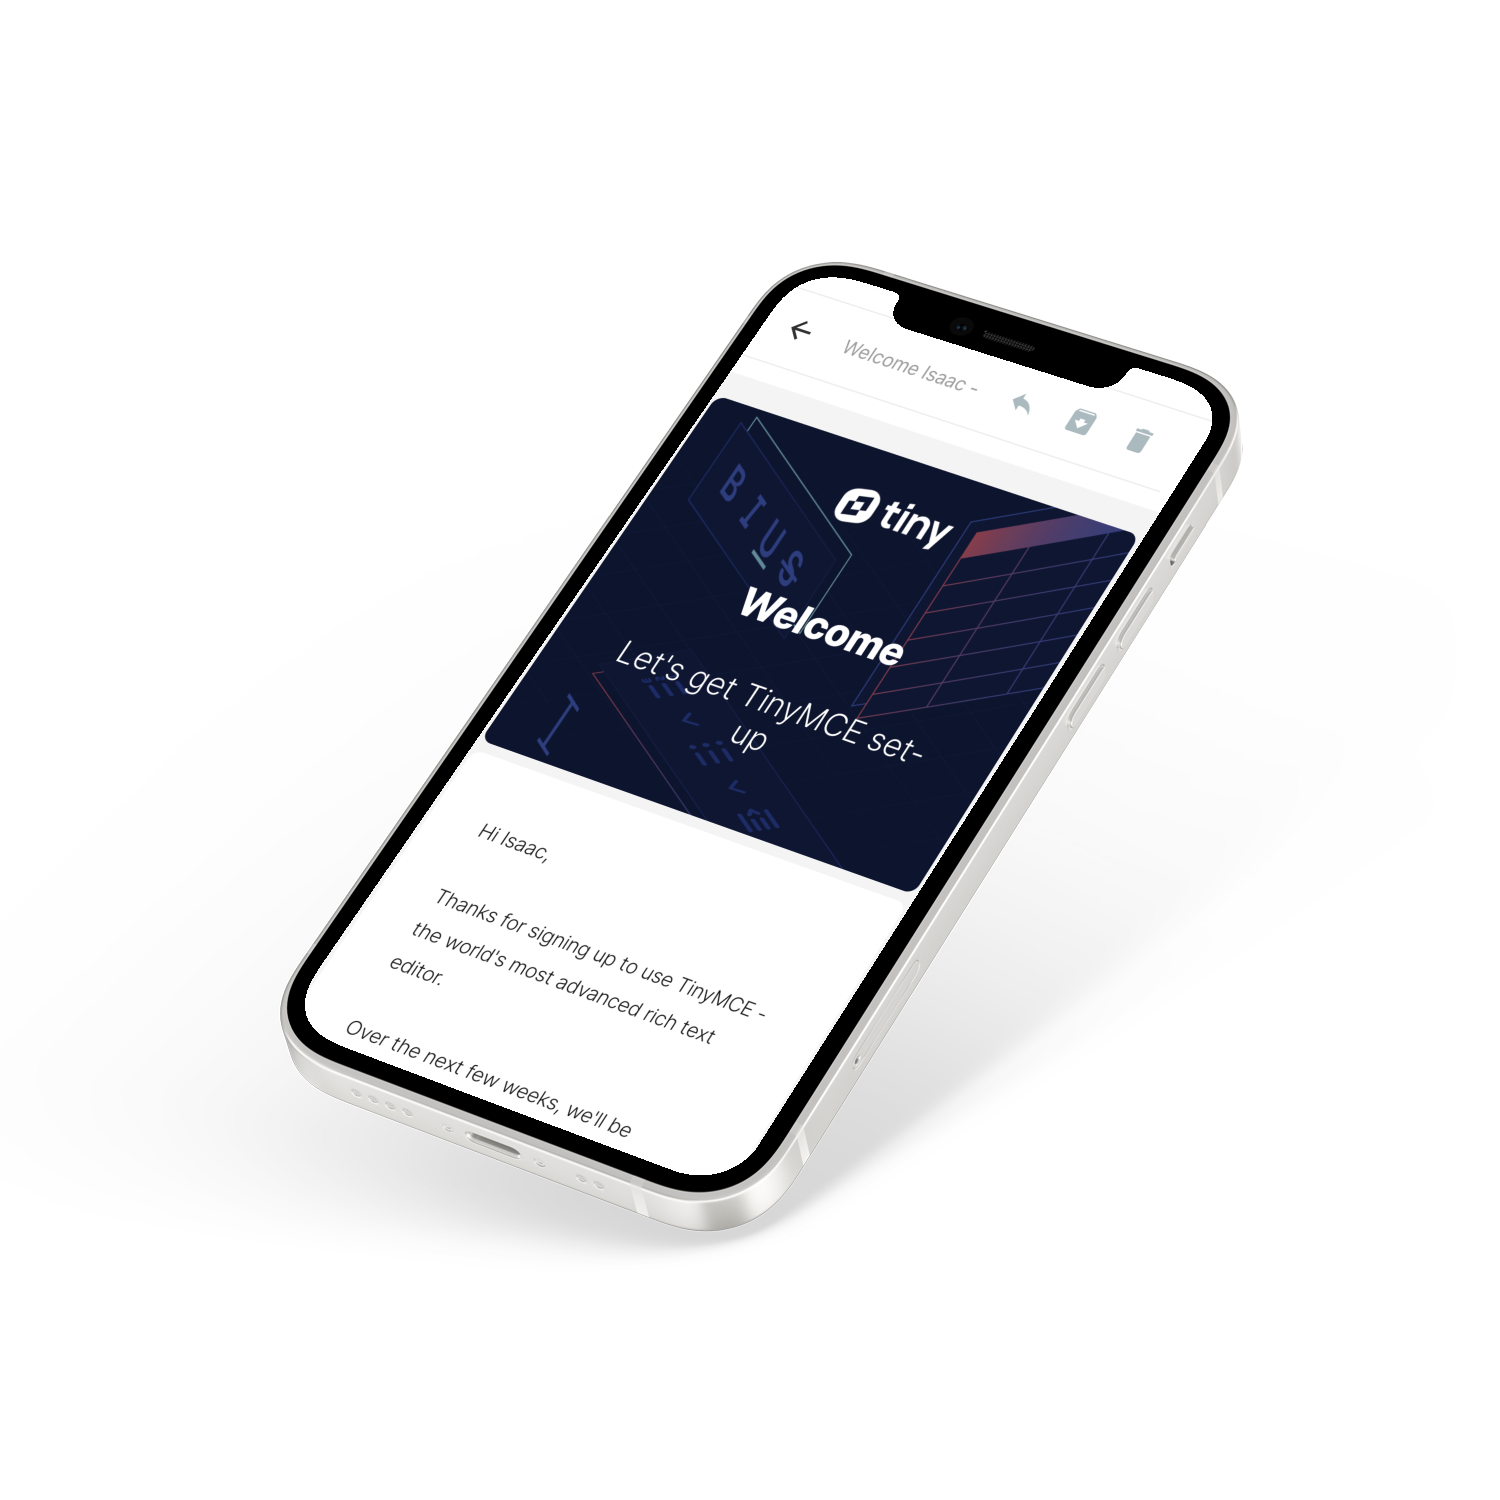 Welcome Isaac -
B I U S
tiny
Welcome
Let's get TinyMCE set-
up
Hi Isaac,
Thanks for signing up to use TinyMCE -
the world's most advanced rich text
editor.
Over the next few weeks, we'll be